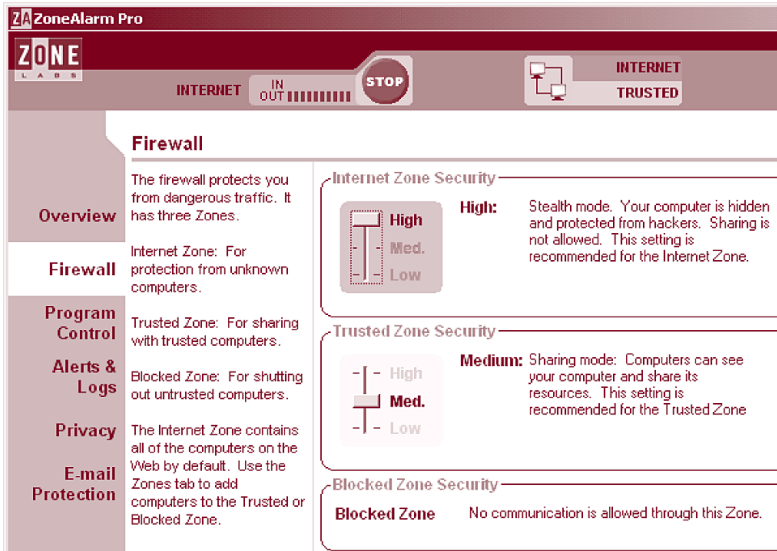 ZA ZoneAlarm Pro
ZONE
LABS
INTERNET
IN
OUT
STOP
INTERNET
TRUSTED
Overview
Firewall
Program
Control
Alerts &
Logs
Privacy
E-mail
Protection
Firewall
The firewall protects you
from dangerous traffic. It
has three Zones.
Internet Zone: For
protection from unknown
computers.
Trusted Zone: For sharing
with trusted computers.
Blocked Zone: For shutting
out untrusted computers.
The Internet Zone contains
all of the computers on the
Web by default. Use the
Zones tab to add
computers to the Trusted or
Blocked Zone.
Internet Zone Security
High
Med.
Low
High: Stealth mode. Your computer is hidden
and protected from hackers. Sharing is
not allowed. This setting is
recommended for the Internet Zone.
Trusted Zone Security
High
Med.
Low
Medium: Sharing mode: Computers can see
your computer and share its
resources. This setting is
recommended for the Trusted Zone
Blocked Zone Security
Blocked Zone No communication is allowed through this Zone.